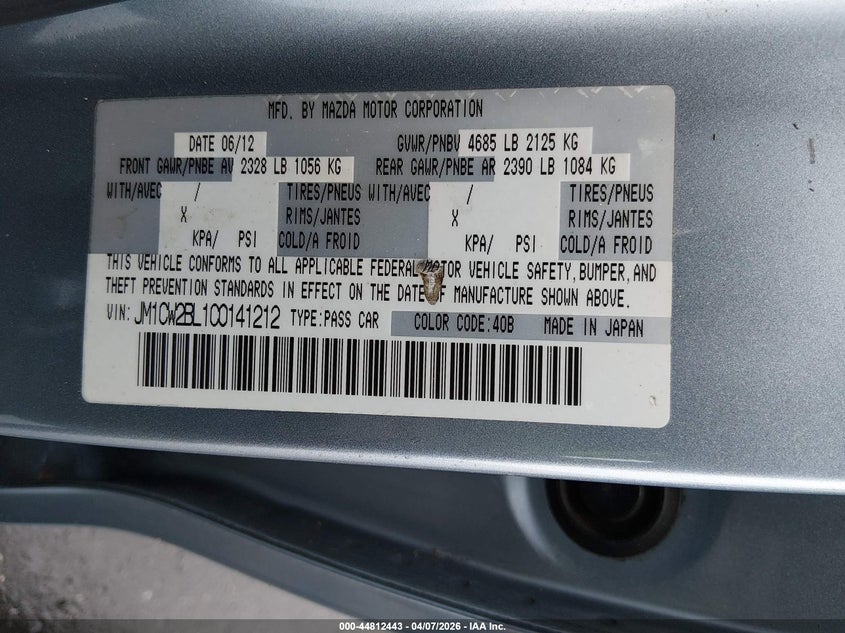 MFD. BY MAZDA MOTOR CORPORATION
DATE 06/12 GVWR/PNBV 4685 LB 2125 KG
FRONT GAWR/PNBE AV 2328 LB 1056 KG REAR GAWR/PNBE AR 2390 LB 1084 KG
WITH/AVEC / TIRES/PNEUS WITH/AVEC / TIRES/PNEUS
X RIMS/JANTES X RIMS/JANTES
KPA/ PSI COLD/A FROID KPA/ PSI COLD/A FROID
THIS VEHICLE CONFORMS TO ALL APPLICABLE FEDERAL MOTOR VEHICLE SAFETY, BUMPER, AND
THEFT PREVENTION STANDARDS IN EFFECT ON THE DATE OF MANUFACTURE SHOWN ABOVE.
VIN: JM1CW2BL1C0141212 TYPE:PASS CAR COLOR CODE:40B MADE IN JAPAN
000-44812443 - 04/07/2026 - IAA Inc.